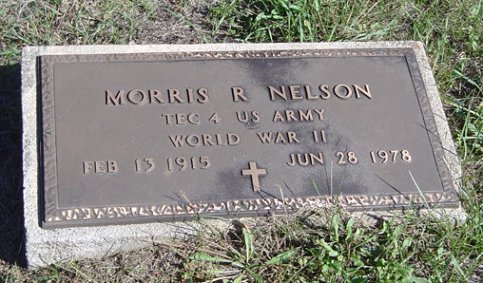 MORRIS R NELSON
TEC 4 US ARMY
WORLD WAR II
FEB 13 1915 JUN 28 1978